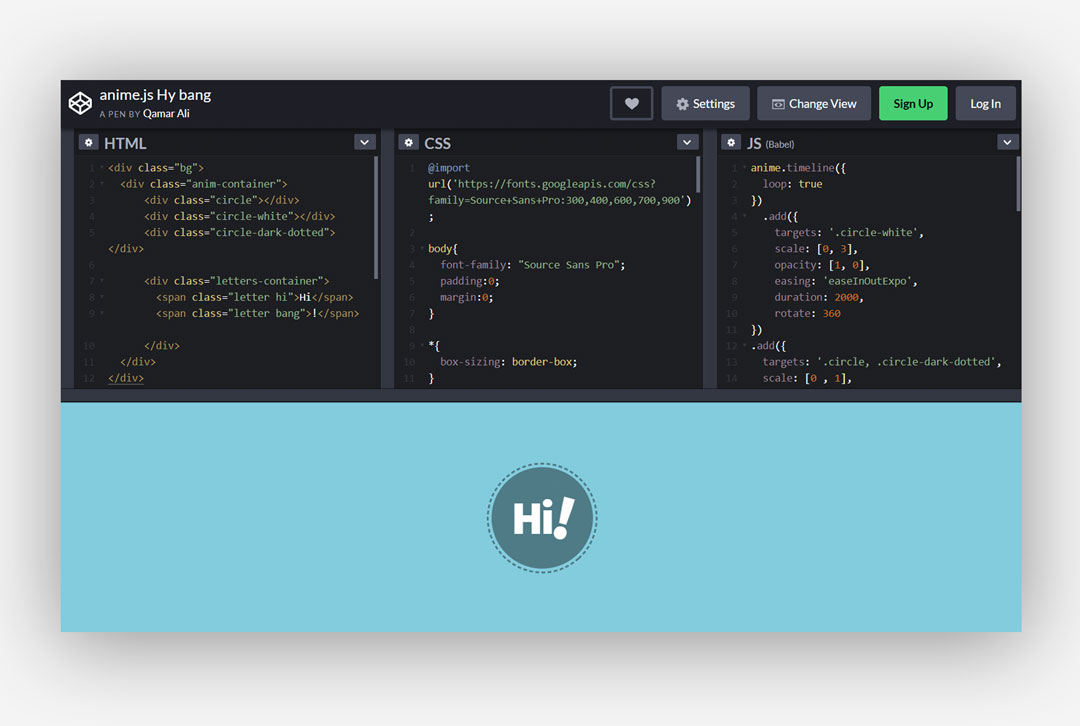 anime.js Hy bang
A PEN BY Qamar Ali
Settings
Change View
Sign Up
Log In
HTML
1 <div class="bg">
2 <div class="anim-container">
3 <div class="circle"></div>
4 <div class="circle-white"></div>
5 <div class="circle-dark-dotted">
</div>
6
7 <div class="letters-container">
8 <span class="letter hi">Hi</span>
9 <span class="letter bang">!</span>
10 </div>
11 </div>
12 </div>
CSS
1 @import
url('https://fonts.googleapis.com/css?
family=Source+Sans+Pro:300,400,600,700,900')
;
2
3 body{
4 font-family: "Source Sans Pro";
5 padding:0;
6 margin:0;
7 }
8
9 *{
10 box-sizing: border-box;
11 }
JS (Babel)
1 anime.timeline({
2 loop: true
3 })
4 .add({
5 targets: '.circle-white',
6 scale: [0, 3],
7 opacity: [1, 0],
8 easing: 'easeInOutExpo',
9 duration: 2000,
10 rotate: 360
11 })
12 .add({
13 targets: '.circle, .circle-dark-dotted',
14 scale: [0 , 1],
Hi!